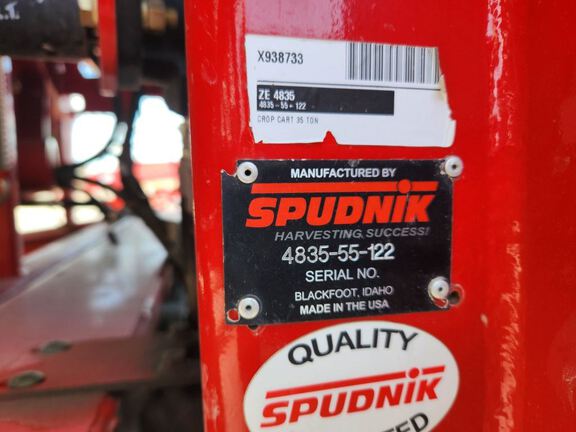 X938733
ZE 4835
4835-55-122
CROP CART 35 TON
MANUFACTURED BY
SPUDNIK
HARVESTING SUCCESS!
4835-55-122
SERIAL NO.
BLACKFOOT, IDAHO
MADE IN THE USA
QUALITY
SPUDNIK